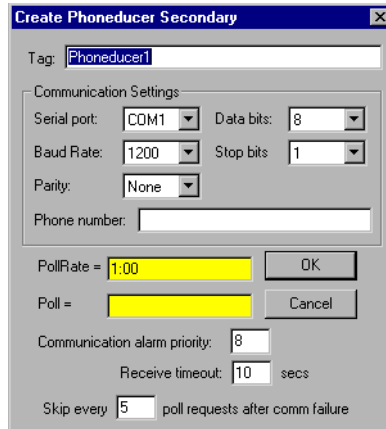 Create Phoneducer Secondary
Tag: Phoneducer1
Communication Settings
Serial port: COM1 Data bits: 8
Baud Rate: 1200 Stop bits 1
Parity: None
Phone number:
PollRate = 1:00 OK
Poll = Cancel
Communication alarm priority: 8
Receive timeout: 10 secs
Skip every 5 poll requests after comm failure